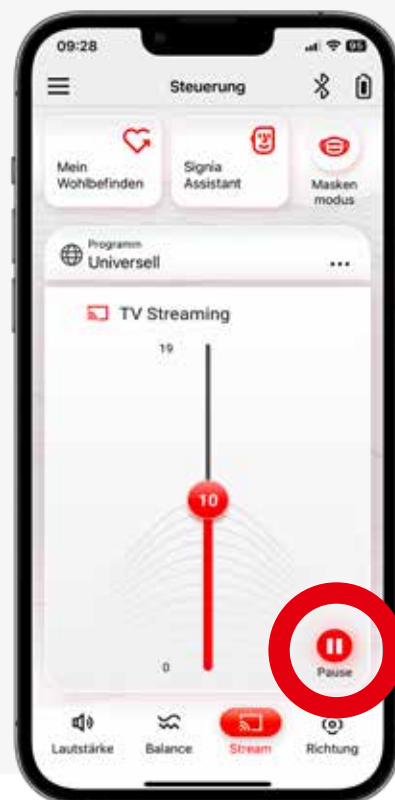 09:28
95
Steuerung
Mein
Wohlbefinden
Signia
Assistant
Masken
modus
Programm
Universell
...
TV Streaming
19
10
0
Pause
Lautstärke
Balance
Stream
Richtung